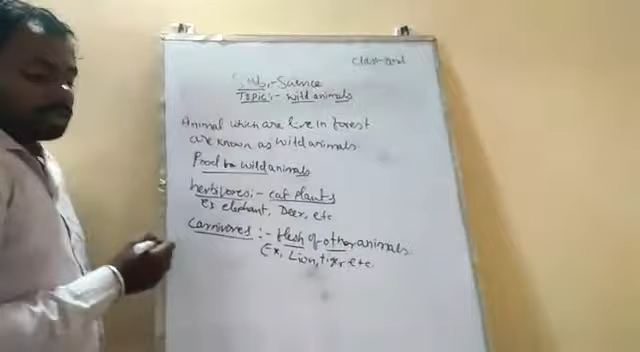 Class-2nd
Sub:- Science
Topic:- wild animals
Animal which are live in forest
are known as wild animals.
Food for wild animals
herbivores:- eat plants
Ex elephant, Deer, etc
Carnivores :- flesh of other animals.
Ex, Lion, tiger etc.